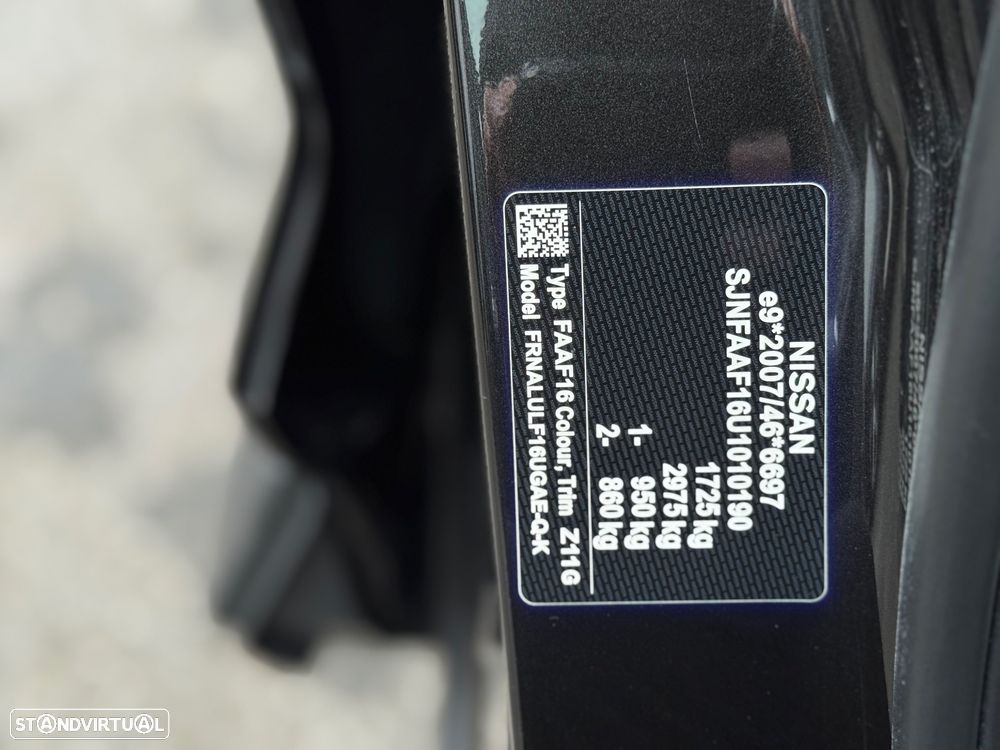 NISSAN
e9*2007/46*6697
SJNFAAF16U1010190
1725 kg
2975 kg
1- 950 kg
2- 860 kg
Type FAAF16 Colour, Trim Z11 G
Model FRNALULF16UGAE-Q-K
STANDVIRTUAL